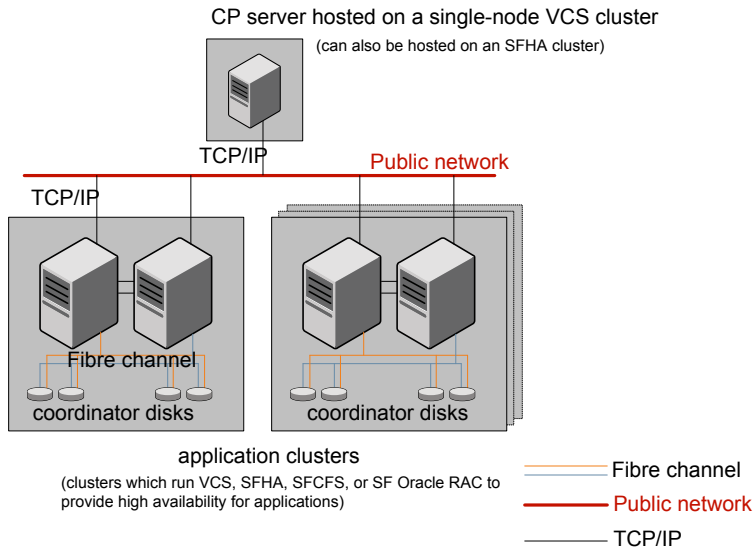 CP server hosted on a single-node VCS cluster
(can also be hosted on an SFHA cluster)
TCP/IP
Public network
TCP/IP
Fibre channel
coordinator disks
coordinator disks
application clusters
(clusters which run VCS, SFHA, SFCFS, or SF Oracle RAC to
provide high availability for applications)
Fibre channel
Public network
TCP/IP